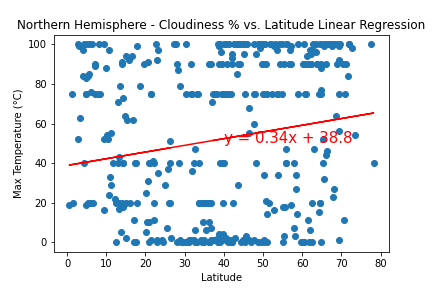 Northern Hemisphere - Cloudiness % vs. Latitude Linear Regression
100
80
60
40
20
0
Max Temperature (°C)
y = 0.34x + 38.8
0 10 20 30 40 50 60 70 80
Latitude